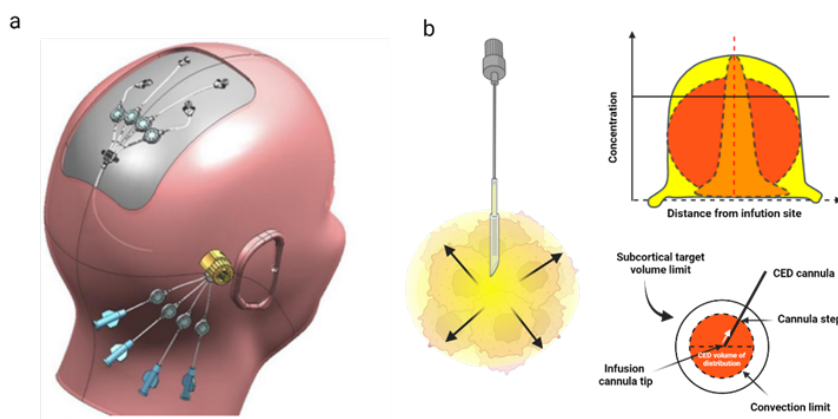 a
b
Concentration
Distance from infution site
Subcortical target
volume limit
CED cannula
Cannula step
CED volume of
distribution
Infusion
cannula tip
Convection limit